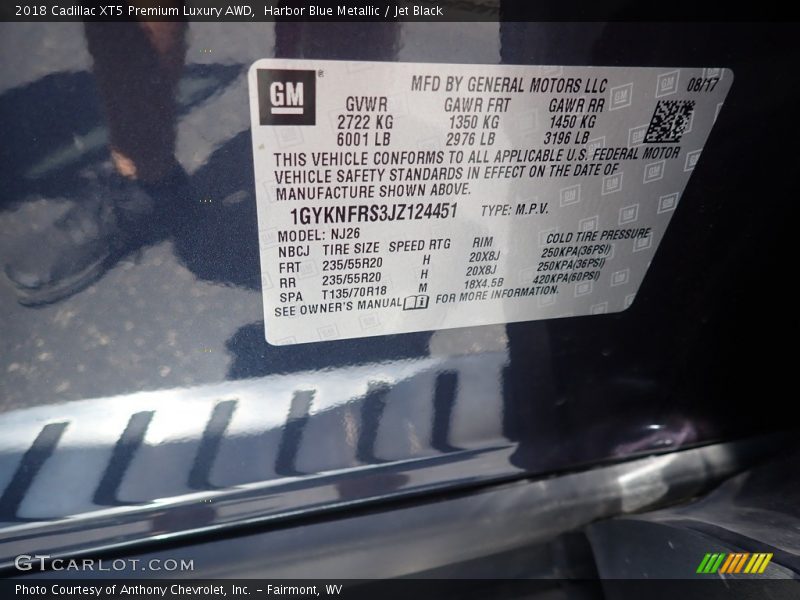 2018 Cadillac XT5 Premium Luxury AWD,  Harbor Blue Metallic / Jet Black
GM ®
MFD BY GENERAL MOTORS LLC 08/17
GVWR GAWR FRT GAWR RR
2722 KG 1350 KG 1450 KG
6001 LB 2976 LB 3196 LB
THIS VEHICLE CONFORMS TO ALL APPLICABLE U.S. FEDERAL MOTOR
VEHICLE SAFETY STANDARDS IN EFFECT ON THE DATE OF
MANUFACTURE SHOWN ABOVE.
1GYKNFRS3JZ124451 TYPE: M.P.V.
MODEL: NJ26
NBCJ TIRE SIZE SPEED RTG RIM COLD TIRE PRESSURE
FRT 235/55R20 H 20X8J 250KPA(36PSI)
RR 235/55R20 H 20X8J 250KPA(36PSI)
SPA T135/70R18 M 18X4.5B 420KPA(60PSI)
SEE OWNER'S MANUAL FOR MORE INFORMATION.
GTCARLOT.COM
Photo Courtesy of Anthony Chevrolet, Inc. – Fairmont, WV